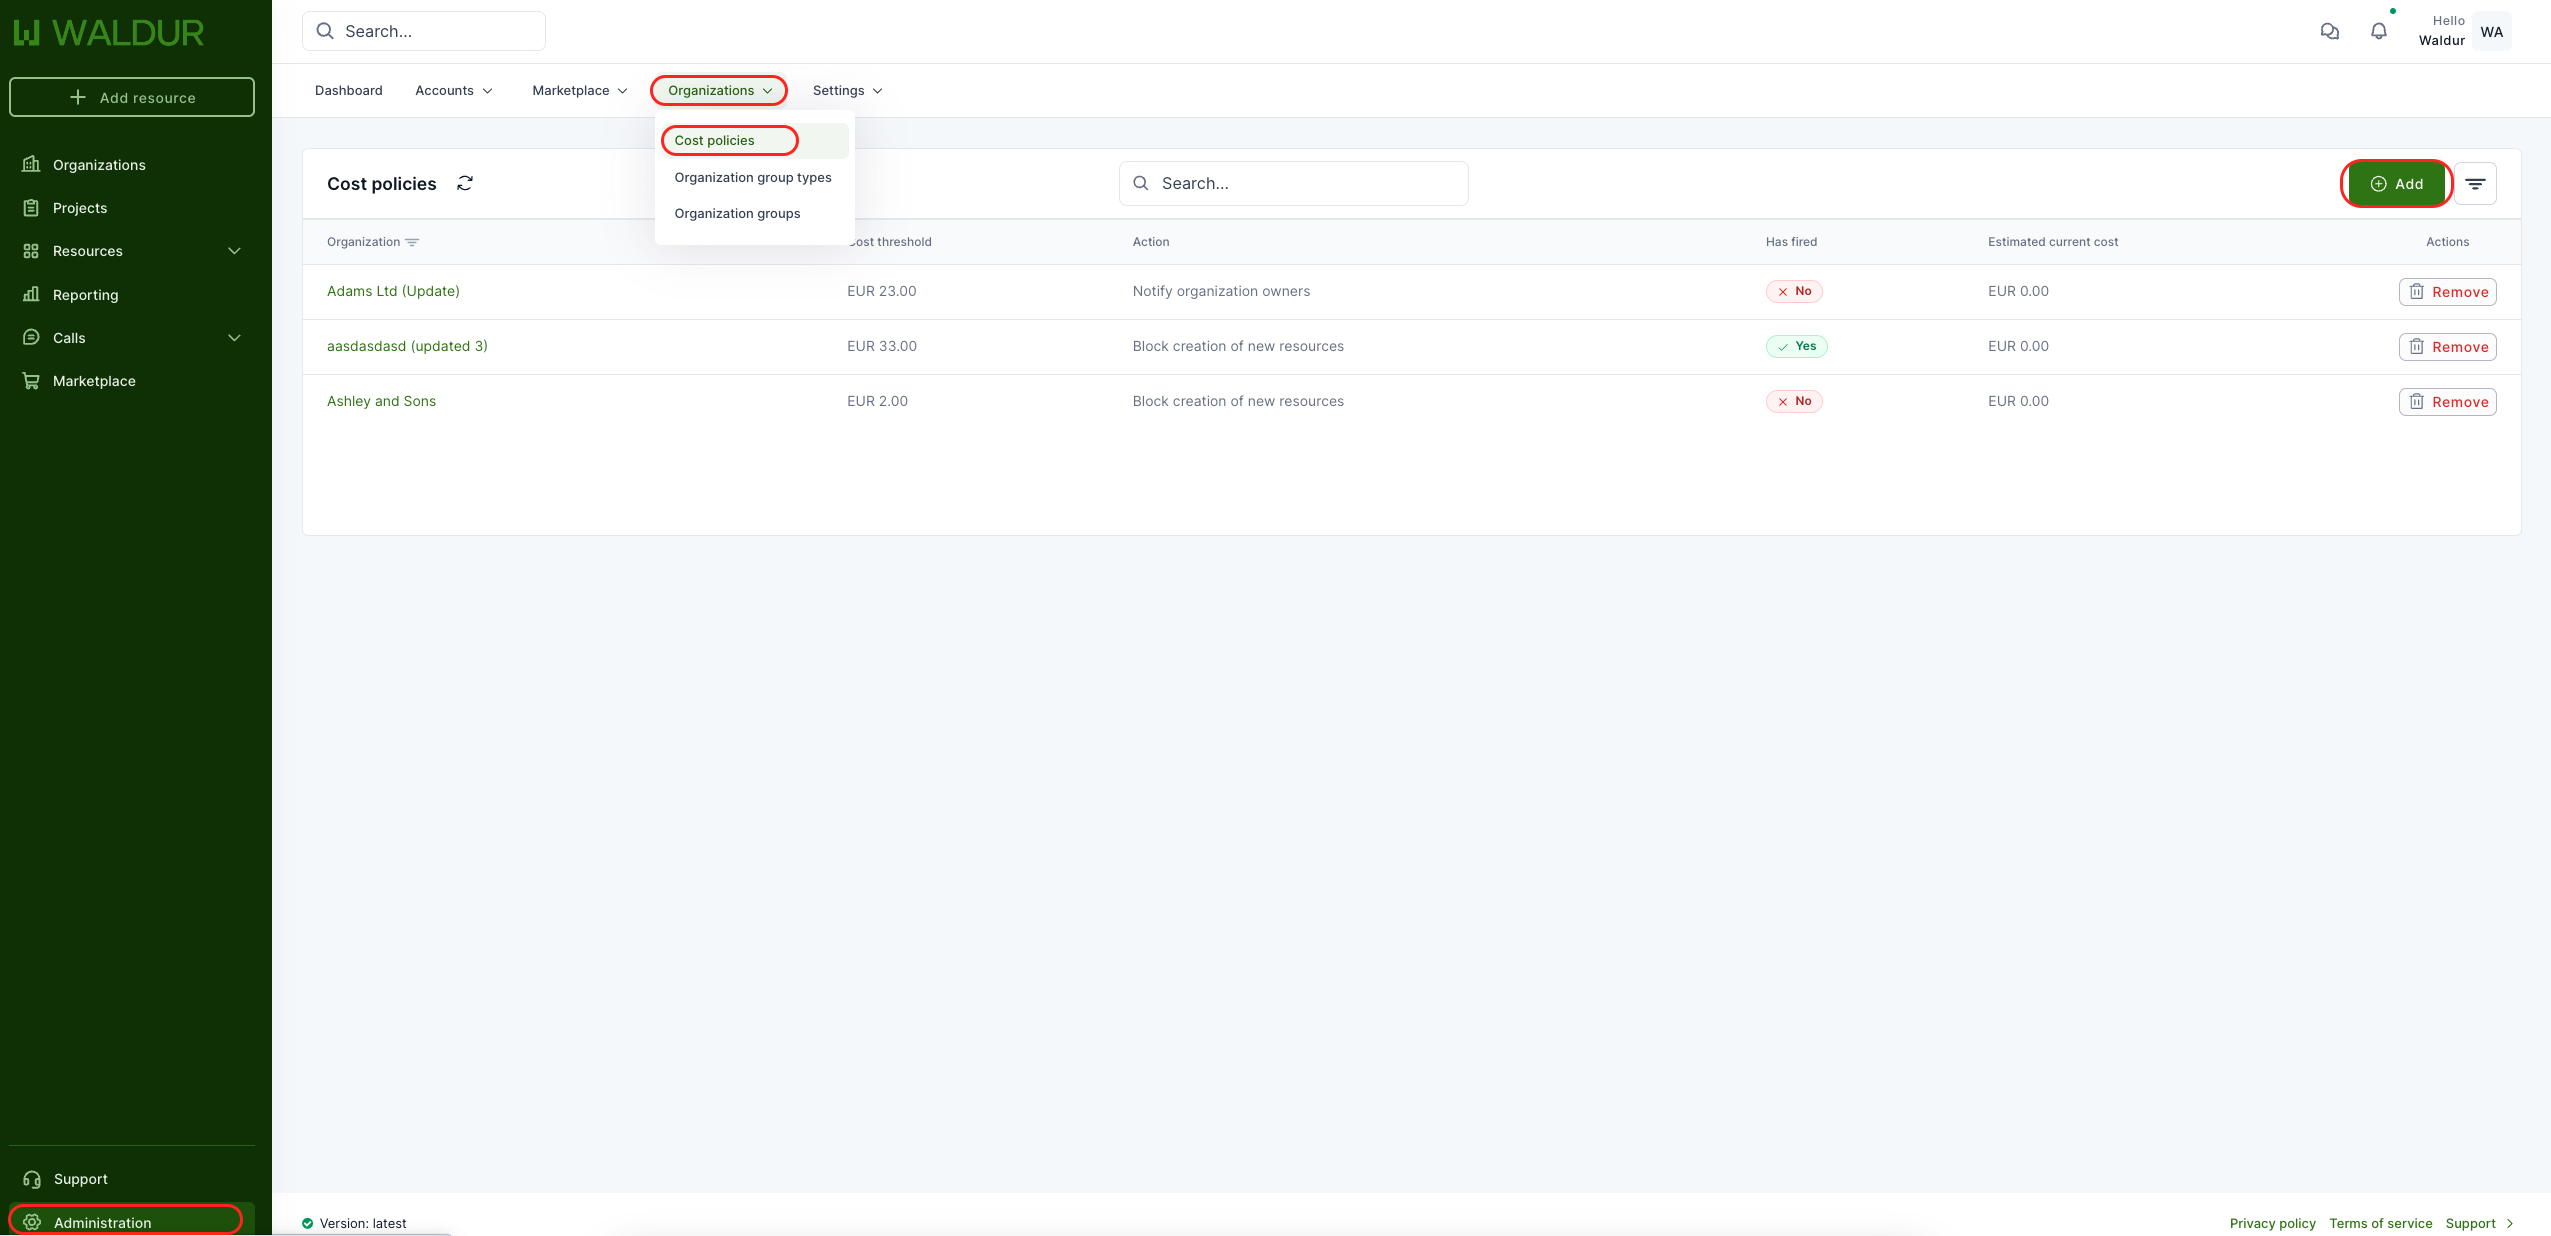 WALDUR
Search...
Hello
Waldur
WA
Add resource
Dashboard
Accounts
Marketplace
Organizations
Settings
Cost policies
Organization group types
Organization groups
Organizations
Projects
Resources
Reporting
Calls
Marketplace
Cost policies
Search...
Add
Organization
Cost threshold
Action
Has fired
Estimated current cost
Actions
Adams Ltd (Update)
EUR 23.00
Notify organization owners
No
EUR 0.00
Remove
aasdasdasd (updated 3)
EUR 33.00
Block creation of new resources
Yes
EUR 0.00
Remove
Ashley and Sons
EUR 2.00
Block creation of new resources
No
EUR 0.00
Remove
Support
Administration
Version: latest
Privacy policy
Terms of service
Support